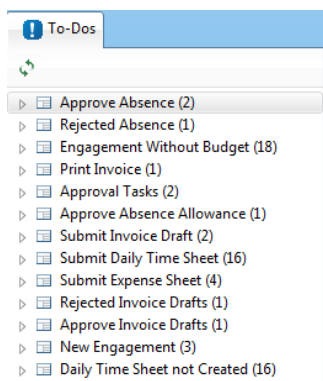 To-Dos
Approve Absence (2)
Rejected Absence (1)
Engagement Without Budget (18)
Print Invoice (1)
Approval Tasks (2)
Approve Absence Allowance (1)
Submit Invoice Draft (2)
Submit Daily Time Sheet (16)
Submit Expense Sheet (4)
Rejected Invoice Drafts (1)
Approve Invoice Drafts (1)
New Engagement (3)
Daily Time Sheet not Created (16)